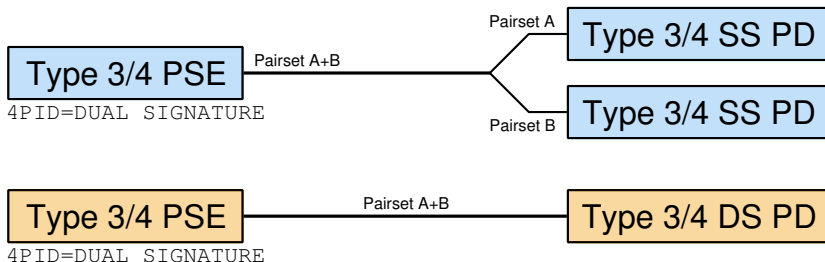 Pairset A
Type 3/4 SS PD
Pairset A+B
Type 3/4 PSE
4PID=DUAL SIGNATURE
Type 3/4 SS PD
Pairset B
Type 3/4 PSE
Pairset A+B
Type 3/4 DS PD
4PID=DUAL SIGNATURE